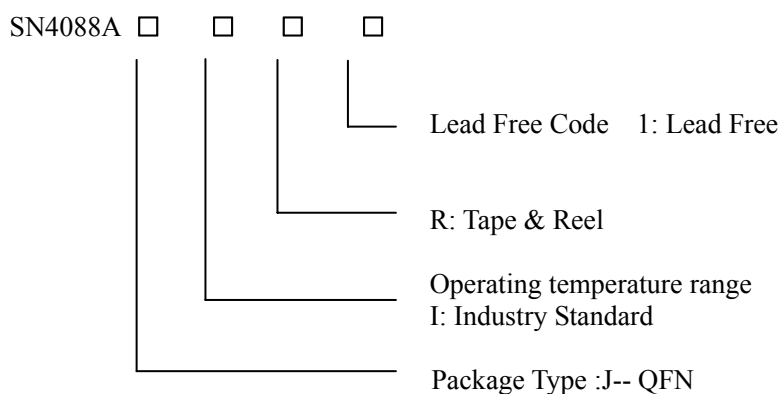 SN4088A □ □ □ □
Lead Free Code 1: Lead Free
R: Tape & Reel
Operating temperature range
I: Industry Standard
Package Type :J-- QFN